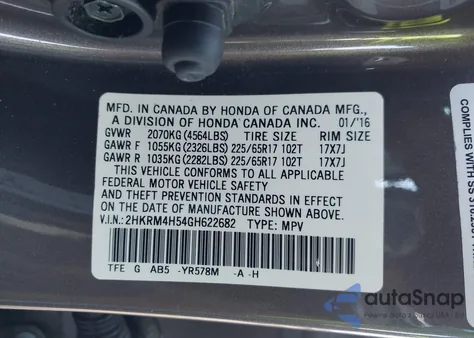 MFD. IN CANADA BY HONDA OF CANADA MFG.,
A DIVISION OF HONDA CANADA INC. 01/'16
GVWR 2070KG (4564LBS) TIRE SIZE RIM SIZE
GAWR F 1055KG (2326LBS) 225/65R17 102T 17X7J
GAWR R 1035KG (2282LBS) 225/65R17 102T 17X7J
THIS VEHICLE CONFORMS TO ALL APPLICABLE
FEDERAL MOTOR VEHICLE SAFETY
AND THEFT PREVENTION STANDARDS IN EFFECT
ON THE DATE OF MANUFACTURE SHOWN ABOVE.
V.I.N.: 2HKRM4H54GH622682 TYPE: MPV
TFE G AB5 -YR578M -A -H
COMPLIES WITH
autoSnap